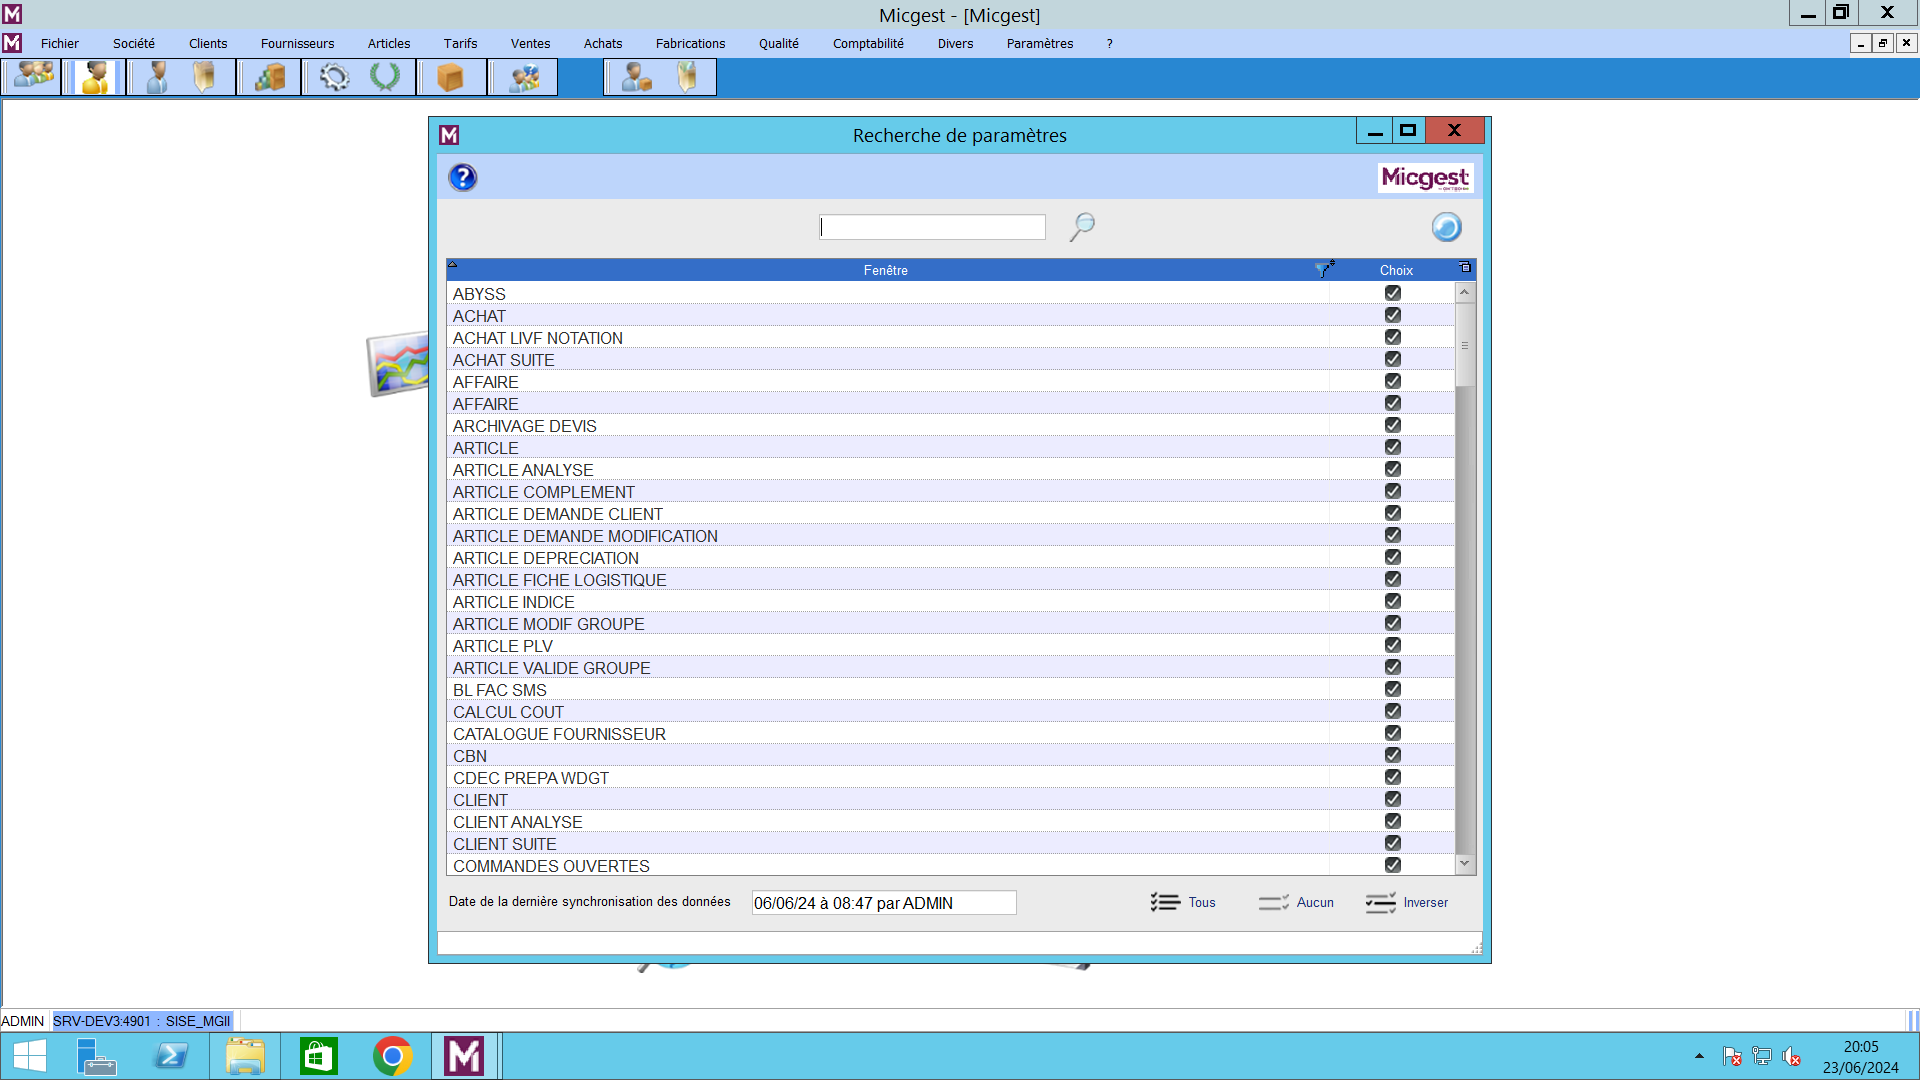 Micgest - [Micgest]
Fichier Société Clients Fournisseurs Articles Tarifs Ventes Achats Fabrications Qualité Comptabilité Divers Paramètres ?
Recherche de paramètres
Micgest
Fenêtre Choix
ABYSS
ACHAT
ACHAT LIVF NOTATION
ACHAT SUITE
AFFAIRE
AFFAIRE
ARCHIVAGE DEVIS
ARTICLE
ARTICLE ANALYSE
ARTICLE COMPLEMENT
ARTICLE DEMANDE CLIENT
ARTICLE DEMANDE MODIFICATION
ARTICLE DEPRECIATION
ARTICLE FICHE LOGISTIQUE
ARTICLE INDICE
ARTICLE MODIF GROUPE
ARTICLE PLV
ARTICLE VALIDE GROUPE
BL FAC SMS
CALCUL COUT
CATALOGUE FOURNISSEUR
CBN
CDEC PREPA WDGT
CLIENT
CLIENT ANALYSE
CLIENT SUITE
COMMANDES OUVERTES
Date de la dernière synchronisation des données 06/06/24 à 08:47 par ADMIN Tous Aucun Inverser
ADMIN SRV-DEV3:4901 : SISE_MGII
20:05
23/06/2024